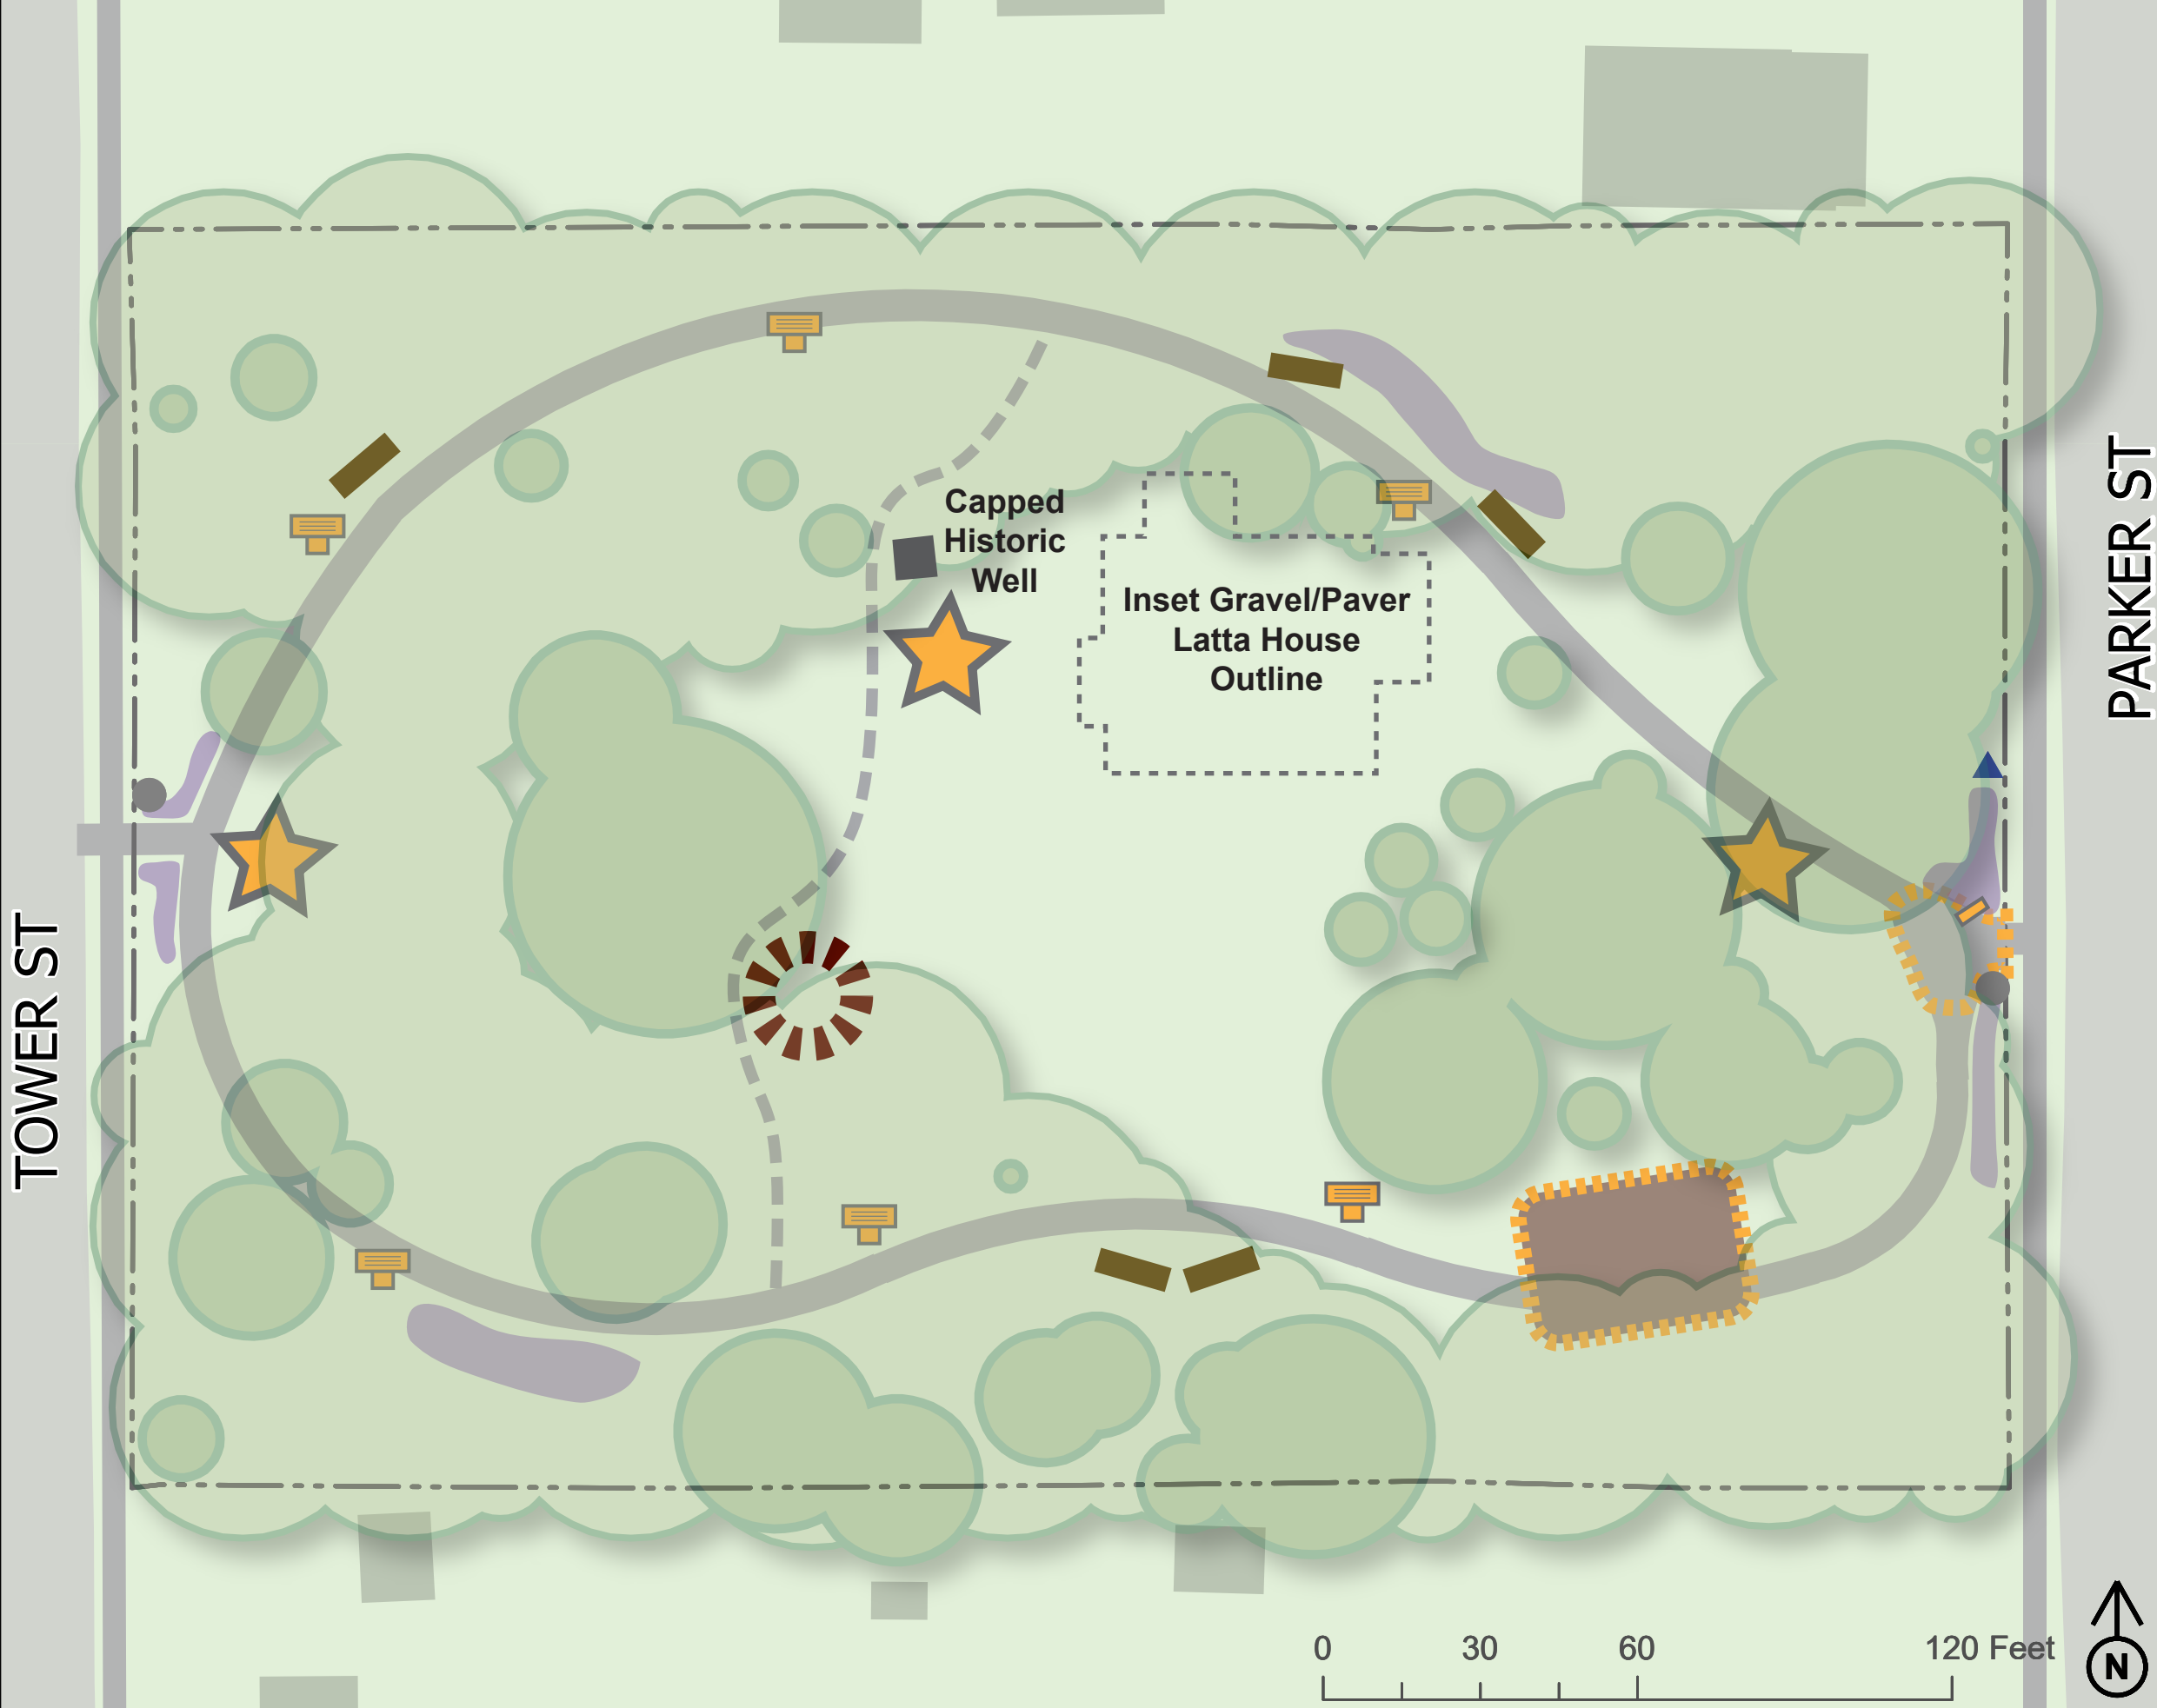 Capped
Historic
Well
Inset Gravel/Paver
Latta House
Outline
PARKER ST
TOWER ST
0 30 60 120 Feet
N